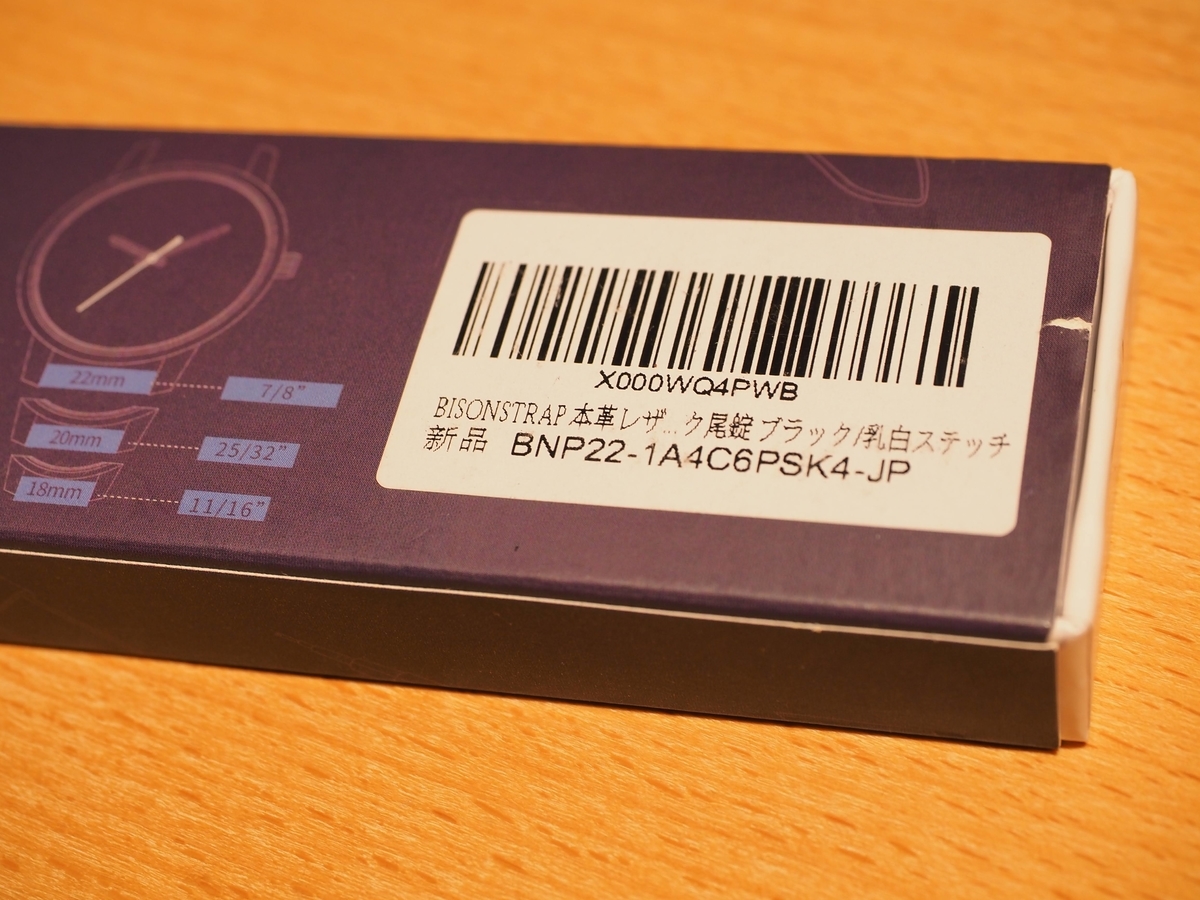 22mm 7/8"
20mm 25/32"
18mm 11/16"
X000WQ4PWB
BISONSTRAP 本革レザ... ク尾錠 ブラック/乳白ステッチ
新品 BNP22-1A4C6PSK4-JP